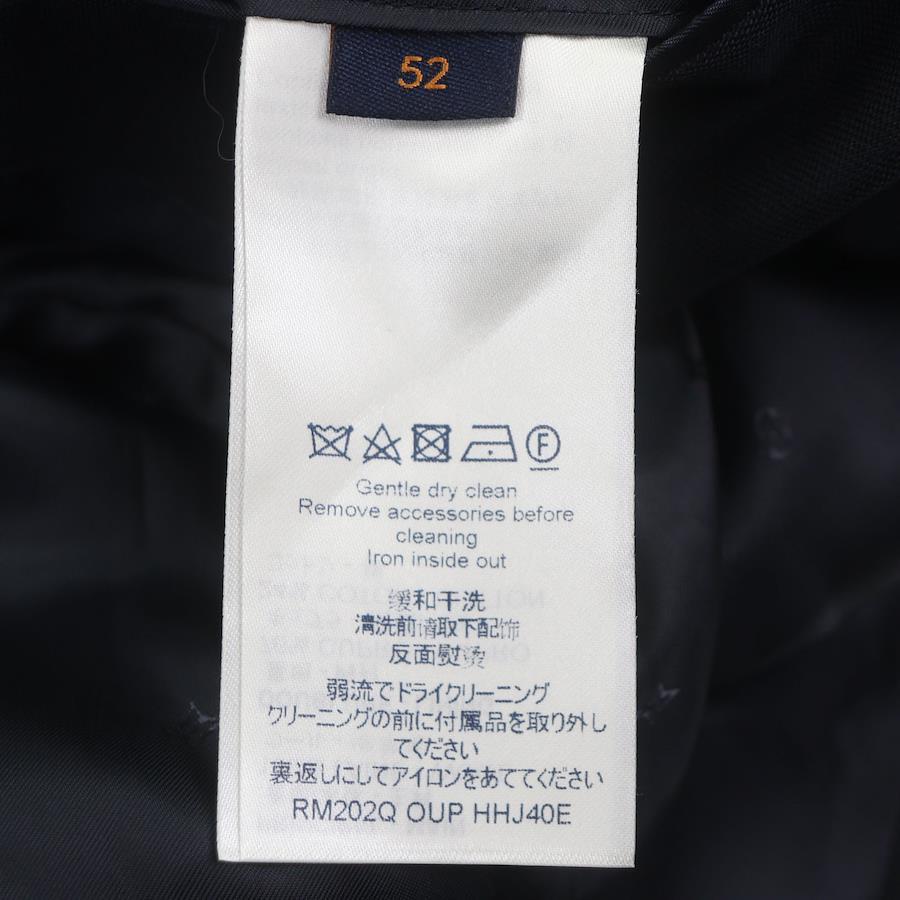 52
F
Gentle dry clean
Remove accessories before
cleaning
Iron inside out
缓和干洗
清洗前请取下配饰
反面熨烫
弱流でドライクリーニング
クリーニングの前に付属品を取り外し
てください
裏返しにしてアイロンをあててください
RM202Q OUP HHJ40E